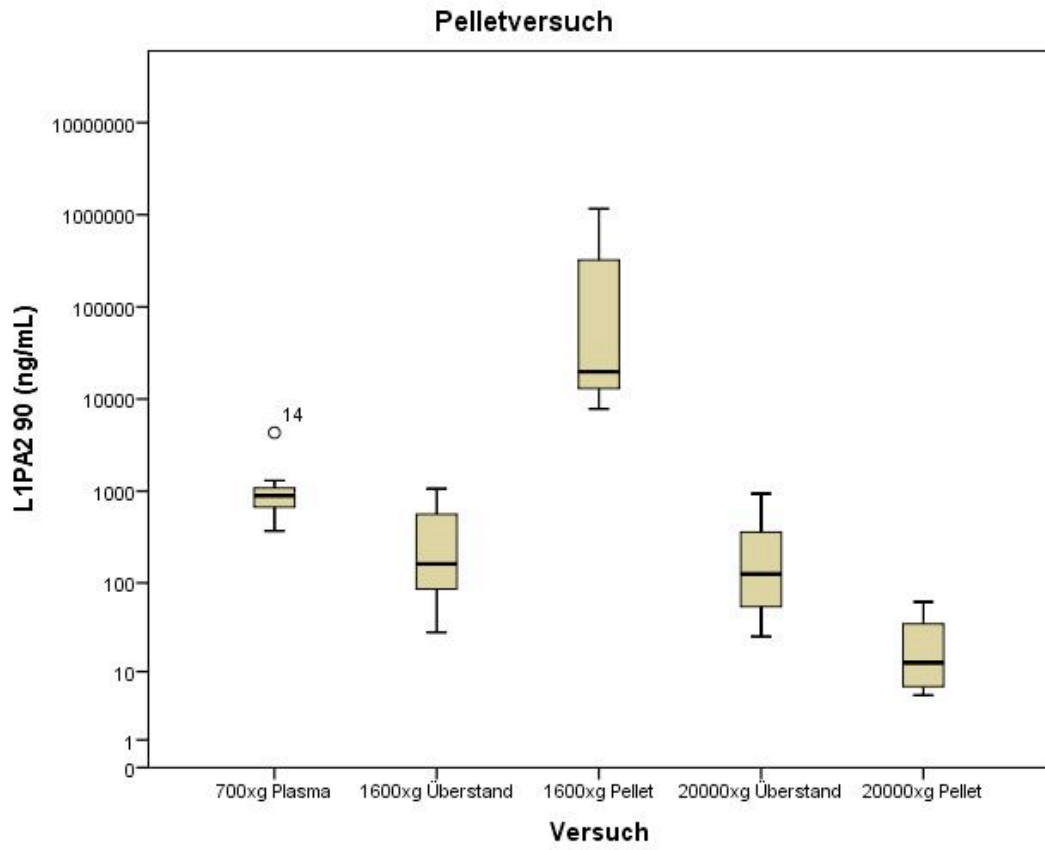 Pelletversuch
L1PA2 90 (ng/mL)
10000000
1000000
100000
10000
1000
100
10
1
0
14
700xg Plasma
1600xg Überstand
1600xg Pellet
20000xg Überstand
20000xg Pellet
Versuch